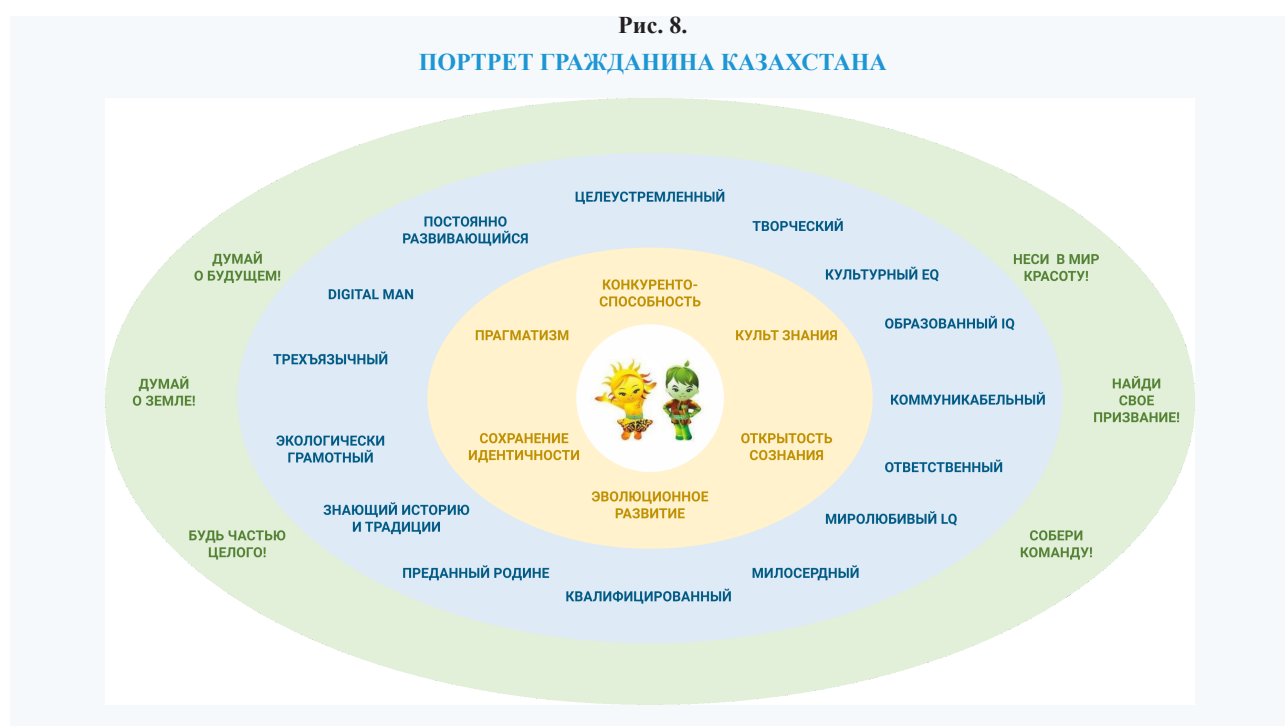 Рис. 8.
ПОРТРЕТ ГРАЖДАНИНА КАЗАХСТАНА
ЦЕЛЕУСТРЕМЛЕННЫЙ
ПОСТОЯННО
РАЗВИВАЮЩИЙСЯ
ТВОРЧЕСКИЙ
ДУМАЙ
О БУДУЩЕМ!
НЕСИ В МИР
КРАСОТУ!
DIGITAL MAN
КУЛЬТУРНЫЙ EQ
КОНКУРЕНТО-
СПОСОБНОСТЬ
ПРАГМАТИЗМ
КУЛЬТ ЗНАНИЯ
ОБРАЗОВАННЫЙ IQ
ТРЕХЪЯЗЫЧНЫЙ
ДУМАЙ
О ЗЕМЛЕ!
КОММУНИКАБЕЛЬНЫЙ
НАЙДИ
СВОЕ
ПРИЗВАНИЕ!
ЭКОЛОГИЧЕСКИ
ГРАМОТНЫЙ
СОХРАНЕНИЕ
ИДЕНТИЧНОСТИ
ОТКРЫТОСТЬ
СОЗНАНИЯ
ОТВЕТСТВЕННЫЙ
ЭВОЛЮЦИОННОЕ
РАЗВИТИЕ
ЗНАЮЩИЙ ИСТОРИЮ
И ТРАДИЦИИ
МИРОЛЮБИВЫЙ LQ
БУДЬ ЧАСТЬЮ
ЦЕЛОГО!
СОБЕРИ
КОМАНДУ!
ПРЕДАННЫЙ РОДИНЕ
МИЛОСЕРДНЫЙ
КВАЛИФИЦИРОВАННЫЙ